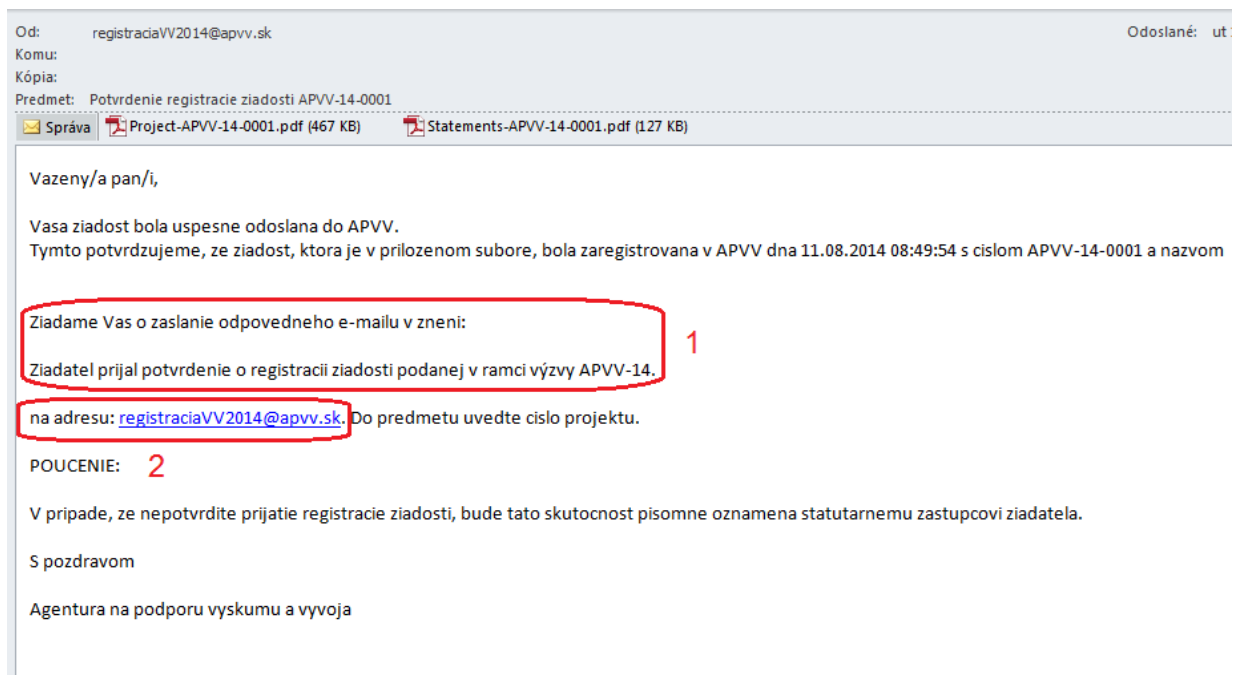 Od: registraciaVV2014@apvv.sk Odoslané: ut
Komu:
Kópia:
Predmet: Potvrdenie registracie ziadosti APVV-14-0001
Správa Project-APVV-14-0001.pdf (467 KB) Statements-APVV-14-0001.pdf (127 KB)
Vazeny/a pan/i,
Vasa ziadost bola uspesne odoslana do APVV.
Tymto potvrdzujeme, ze ziadost, ktora je v prilozenom subore, bola zaregistrovana v APVV dna 11.08.2014 08:49:54 s cislom APVV-14-0001 a nazvom
Ziadame Vas o zaslanie odpovedneho e-mailu v zneni:
1
Ziadatel prijal potvrdenie o registracii ziadosti podanej v ramci výzvy APVV-14.
na adresu: registraciaVV2014@apvv.sk. Do predmetu uvedte cislo projektu.
POUCENIE: 2
V pripade, ze nepotvrdite prijatie registracie ziadosti, bude tato skutocnost pisomne oznamena statutarnemu zastupcovi ziadatela.
S pozdravom
Agentura na podporu vyskumu a vyvoja